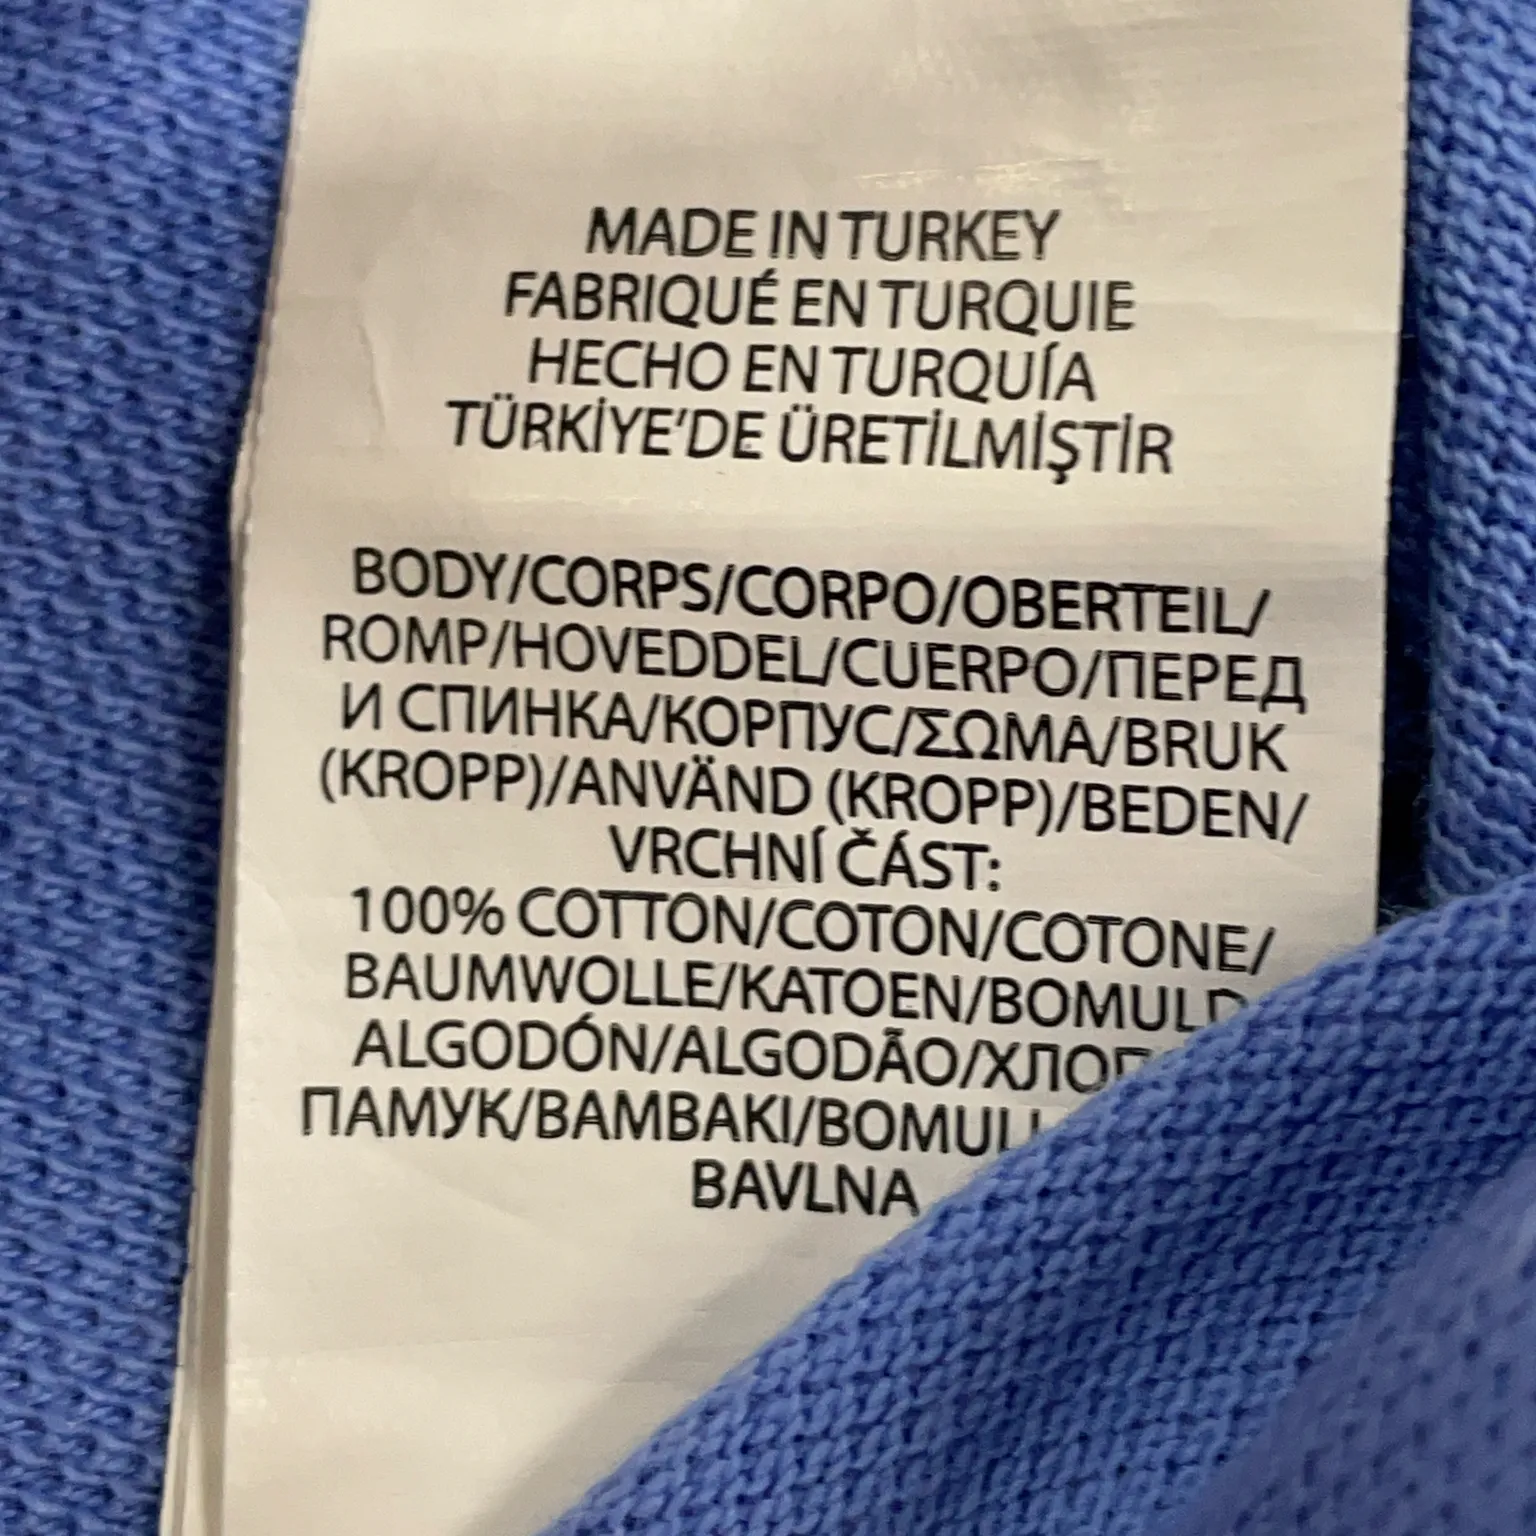 MADE IN TURKEY
FABRIQUÉ EN TURQUIE
HECHO EN TURQUÍA
TÜRKİYE'DE ÜRETİLMİŞTİR
BODY/CORPS/CORPO/OBERTEIL/
ROMP/HOVEDDEL/CUERPO/ПЕРЕД
И СПИНКА/КОРПУС/ΣΩΜΑ/BRUK
(KROPP)/ANVÄND (KROPP)/BEDEN/
VRCHNÍ ČÁST:
100% COTTON/COTON/COTONE/
BAUMWOLLE/KATOEN/BOMULD
ALGODÓN/ALGODÃO/
ПАМУК/BAMBAKI/
BAVLNA